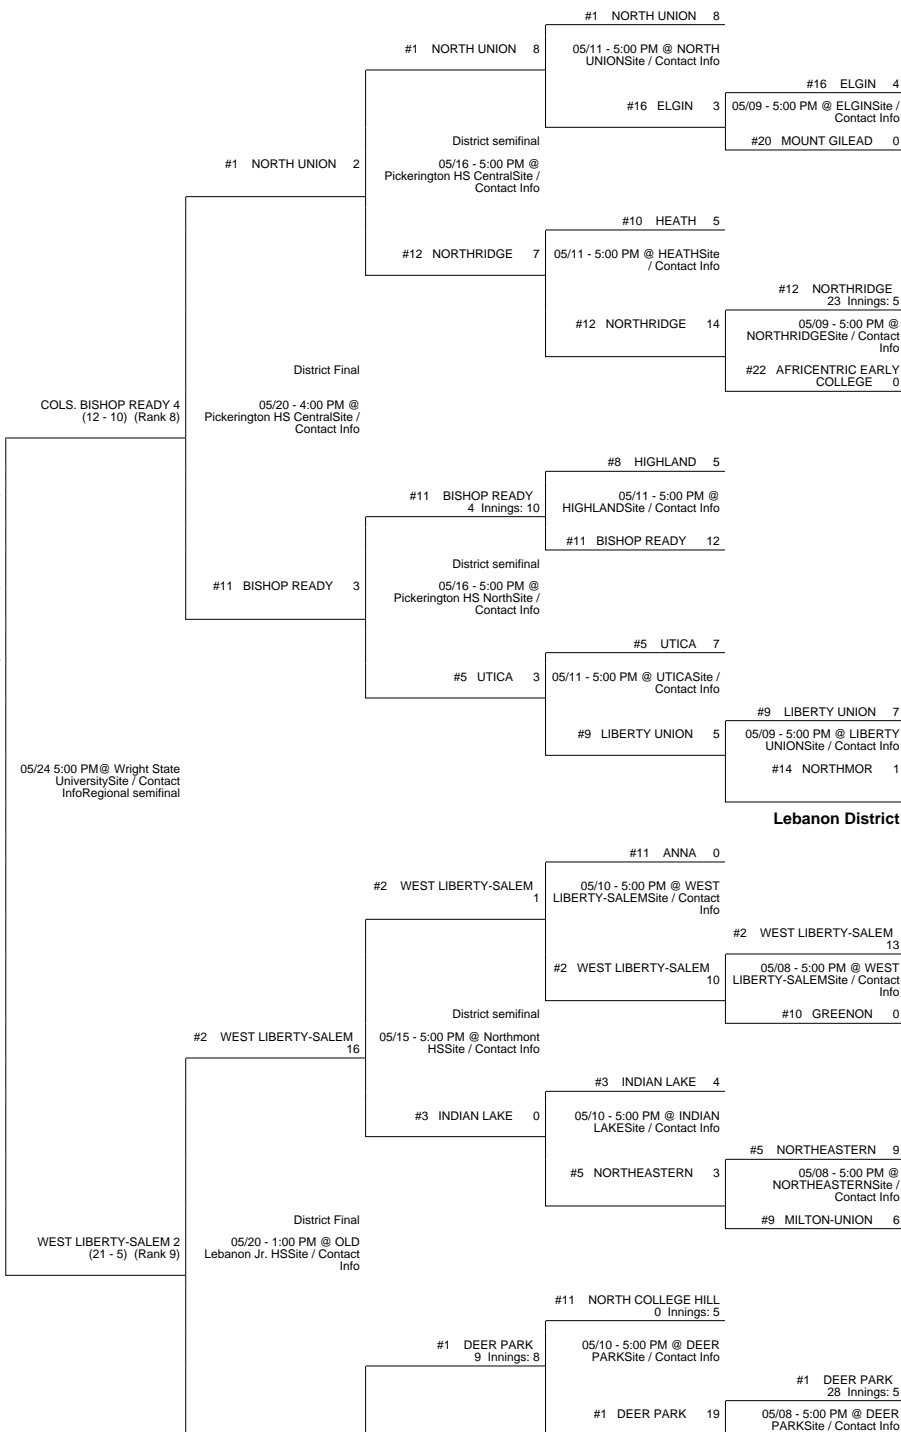 #1 NORTH UNION 8
#1 NORTH UNION 8
05/11 - 5:00 PM @ NORTH
UNIONSite / Contact Info
#16 ELGIN 4
#16 ELGIN 3
05/09 - 5:00 PM @ ELGINSite /
Contact Info
#20 MOUNT GILEAD 0
District semifinal
#1 NORTH UNION 2
05/16 - 5:00 PM @
Pickerington HS CentralSite /
Contact Info
#10 HEATH 5
#12 NORTHRIDGE 7
05/11 - 5:00 PM @ HEATHSite
/ Contact Info
#12 NORTHRIDGE
23 Innings: 5
#12 NORTHRIDGE 14
05/09 - 5:00 PM @
NORTHRIDGESite / Contact
Info
#22 AFRICENTRIC EARLY
COLLEGE 0
District Final
COLS. BISHOP READY 4
(12 - 10) (Rank 8)
05/20 - 4:00 PM @
Pickerington HS CentralSite /
Contact Info
#8 HIGHLAND 5
#11 BISHOP READY
4 Innings: 10
05/11 - 5:00 PM @
HIGHLANDSite / Contact Info
#11 BISHOP READY 12
District semifinal
#11 BISHOP READY 3
05/16 - 5:00 PM @
Pickerington HS NorthSite /
Contact Info
#5 UTICA 7
#5 UTICA 3
05/11 - 5:00 PM @ UTICASite /
Contact Info
#9 LIBERTY UNION 7
#9 LIBERTY UNION 5
05/09 - 5:00 PM @ LIBERTY
UNIONSite / Contact Info
#14 NORTHMOR 1
05/24 5:00 PM@ Wright State
UniversitySite / Contact
InfoRegional semifinal
Lebanon District
#11 ANNA 0
#2 WEST LIBERTY-SALEM
1
05/10 - 5:00 PM @ WEST
LIBERTY-SALEMSite / Contact
Info
#2 WEST LIBERTY-SALEM
13
#2 WEST LIBERTY-SALEM
10
05/08 - 5:00 PM @ WEST
LIBERTY-SALEMSite / Contact
Info
#10 GREENON 0
District semifinal
#2 WEST LIBERTY-SALEM
16
05/15 - 5:00 PM @ Northmont
HSSite / Contact Info
#3 INDIAN LAKE 4
#3 INDIAN LAKE 0
05/10 - 5:00 PM @ INDIAN
LAKESite / Contact Info
#5 NORTHEASTERN 9
#5 NORTHEASTERN 3
05/08 - 5:00 PM @
NORTHEASTERNSite /
Contact Info
#9 MILTON-UNION 6
District Final
WEST LIBERTY-SALEM 2
(21 - 5) (Rank 9)
05/20 - 1:00 PM @ OLD
Lebanon Jr. HSSite / Contact
Info
#11 NORTH COLLEGE HILL
0 Innings: 5
#1 DEER PARK
9 Innings: 8
05/10 - 5:00 PM @ DEER
PARKSite / Contact Info
#1 DEER PARK
28 Innings: 5
#1 DEER PARK 19
05/08 - 5:00 PM @ DEER
PARKSite / Contact Info